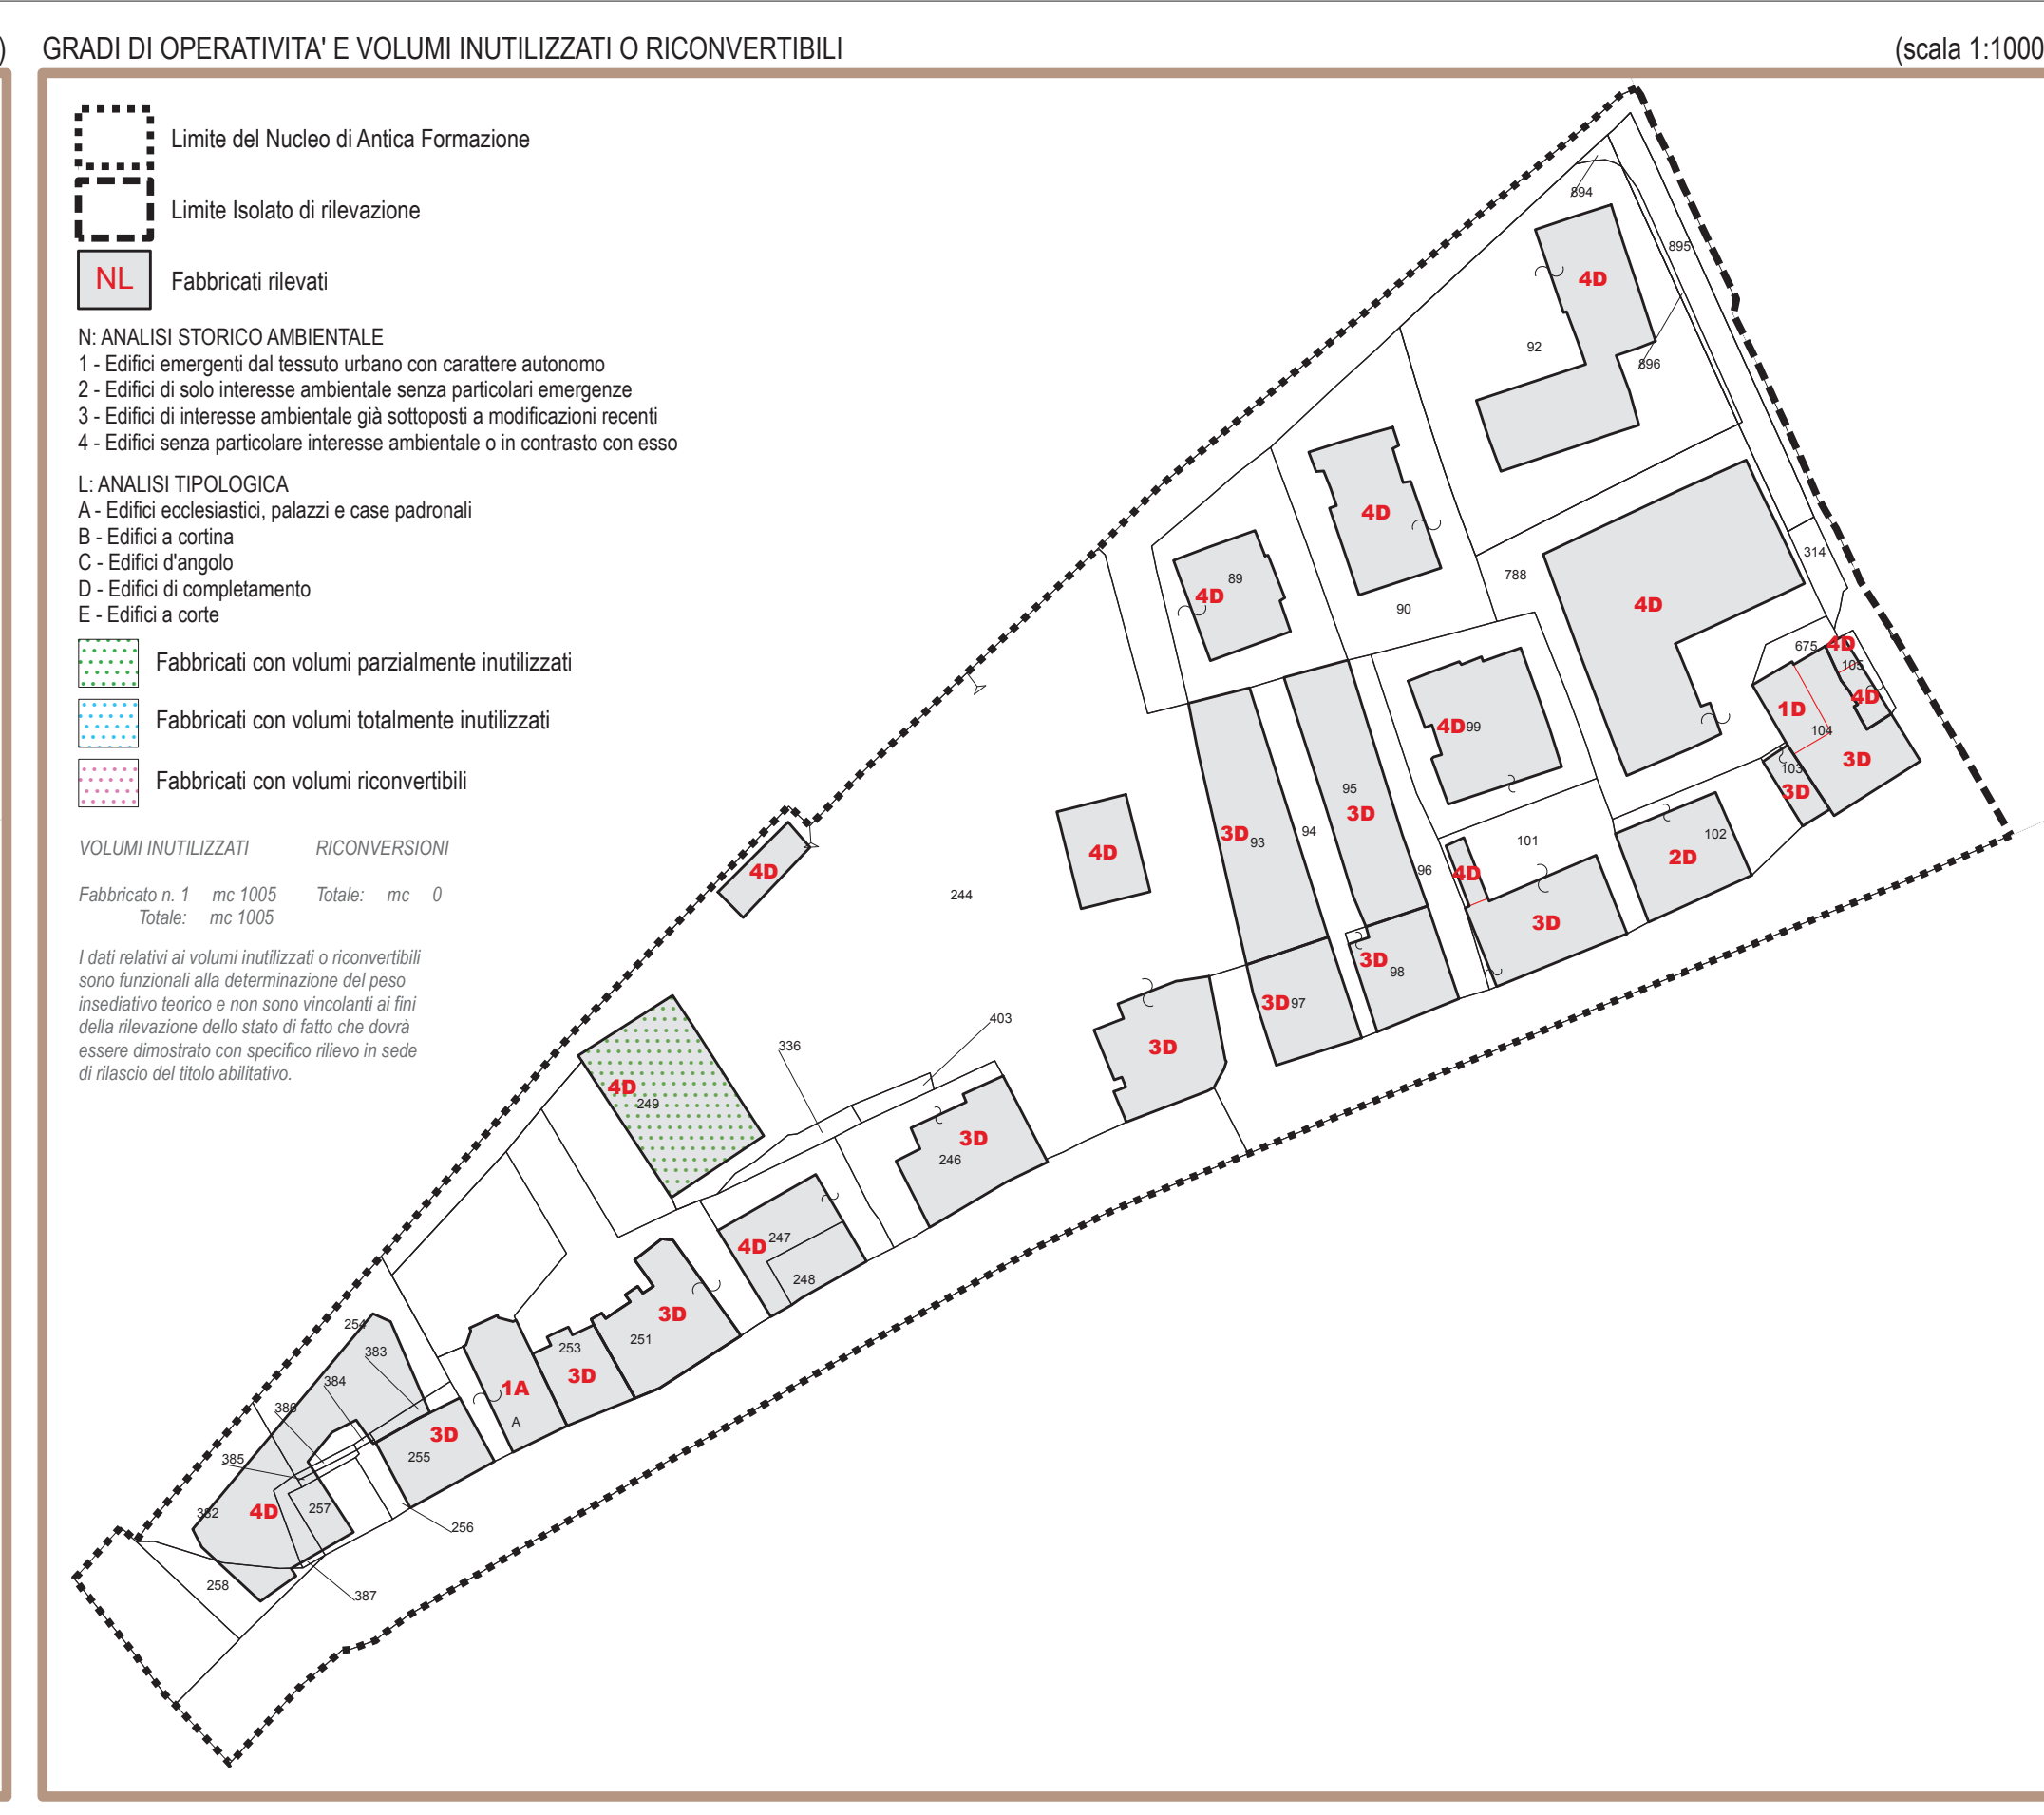 )
GRADI DI OPERATIVITA' E VOLUMI INUTILIZZATI O RICONVERTIBILI
(scala 1:1000
Limite del Nucleo di Antica Formazione
Limite Isolato di rilevazione
NL Fabbricati rilevati
N: ANALISI STORICO AMBIENTALE
1 - Edifici emergenti dal tessuto urbano con carattere autonomo
2 - Edifici di solo interesse ambientale senza particolari emergenze
3 - Edifici di interesse ambientale già sottoposti a modificazioni recenti
4 - Edifici senza particolare interesse ambientale o in contrasto con esso
L: ANALISI TIPOLOGICA
A - Edifici ecclesiastici, palazzi e case padronali
B - Edifici a cortina
C - Edifici d'angolo
D - Edifici di completamento
E - Edifici a corte
Fabbricati con volumi parzialmente inutilizzati
Fabbricati con volumi totalmente inutilizzati
Fabbricati con volumi riconvertibili
VOLUMI INUTILIZZATI RICONVERSIONI
Fabbricato n. 1 mc 1005 Totale: mc 0
Totale: mc 1005
I dati relativi ai volumi inutilizzati o riconvertibili
sono funzionali alla determinazione del peso
insediativo teorico e non sono vincolanti ai fini
della rilevazione dello stato di fatto che dovrà
essere dimostrato con specifico rilievo in sede
di rilascio del titolo abilitativo.
894
895
4D
92
896
4D
90
89
4D
788
4D
314
675
4D
105
4D
1D
104
3D
103
3D
4D 99
95
3D
94
3D 93
96
101
4D
3D
102
2D
4D
4D
244
3D
98
3D 97
3D
403
336
4D
249
3D
246
4D 247
248
3D
251
253
3D
1A
A
254
383
384
386
385
3D
255
382
4D
257
256
258
387